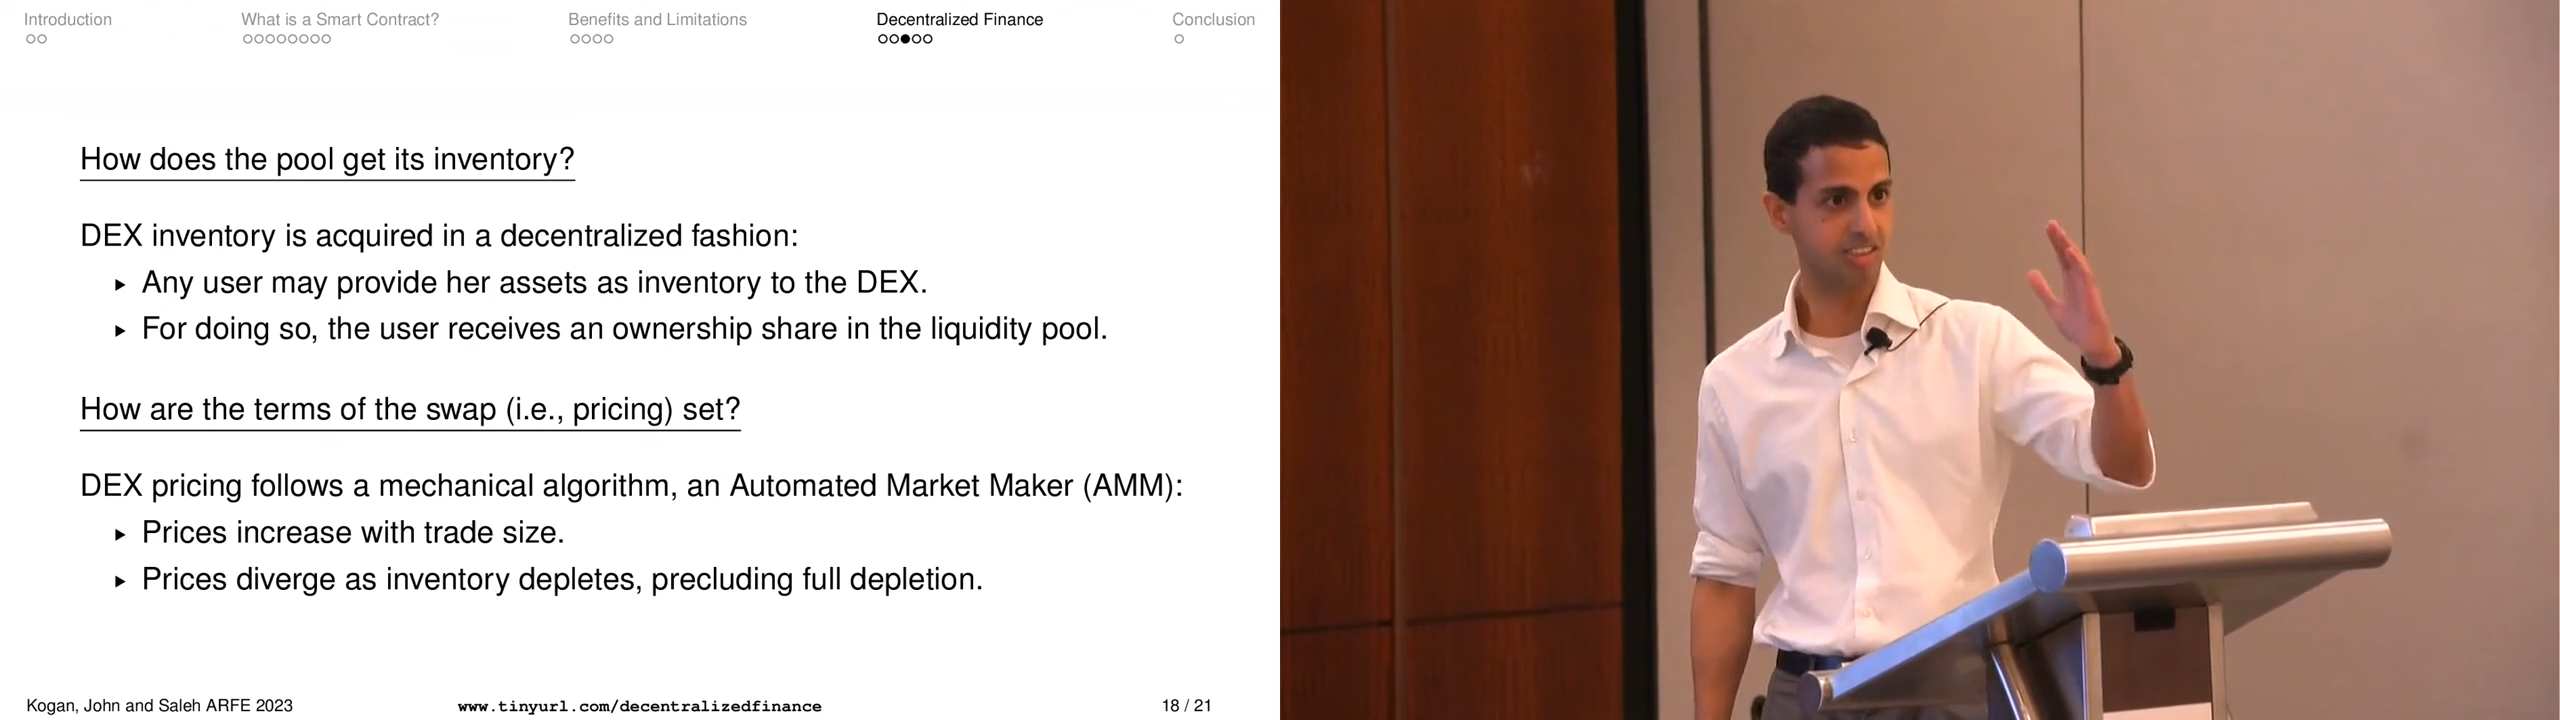 Introduction
What is a Smart Contract?
Benefits and Limitations
Decentralized Finance
Conclusion
How does the pool get its inventory?
DEX inventory is acquired in a decentralized fashion:
Any user may provide her assets as inventory to the DEX.
For doing so, the user receives an ownership share in the liquidity pool.
How are the terms of the swap (i.e., pricing) set?
DEX pricing follows a mechanical algorithm, an Automated Market Maker (AMM):
Prices increase with trade size.
Prices diverge as inventory depletes, precluding full depletion.
Kogan, John and Saleh ARFE 2023
www.tinyurl.com/decentralizedfinance
18 / 21